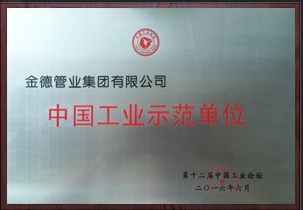 金德管业集团有限公司
中国工业示范单位
第十二届中国工业论坛
二〇一六年六月